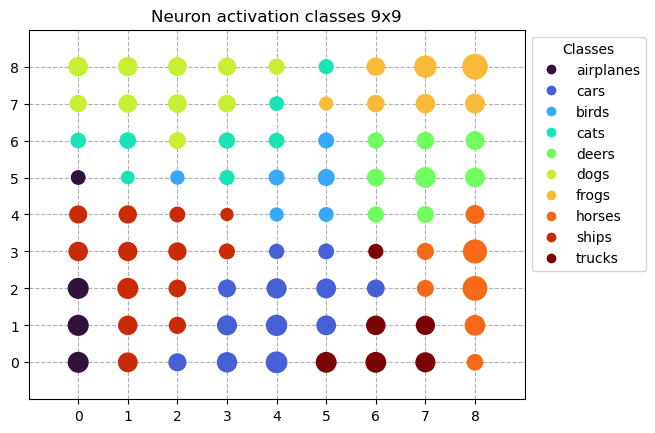 Neuron activation classes 9x9
8
7
6
5
4
3
2
1
0
0 1 2 3 4 5 6 7 8
Classes
airplanes
cars
birds
cats
deers
dogs
frogs
horses
ships
trucks